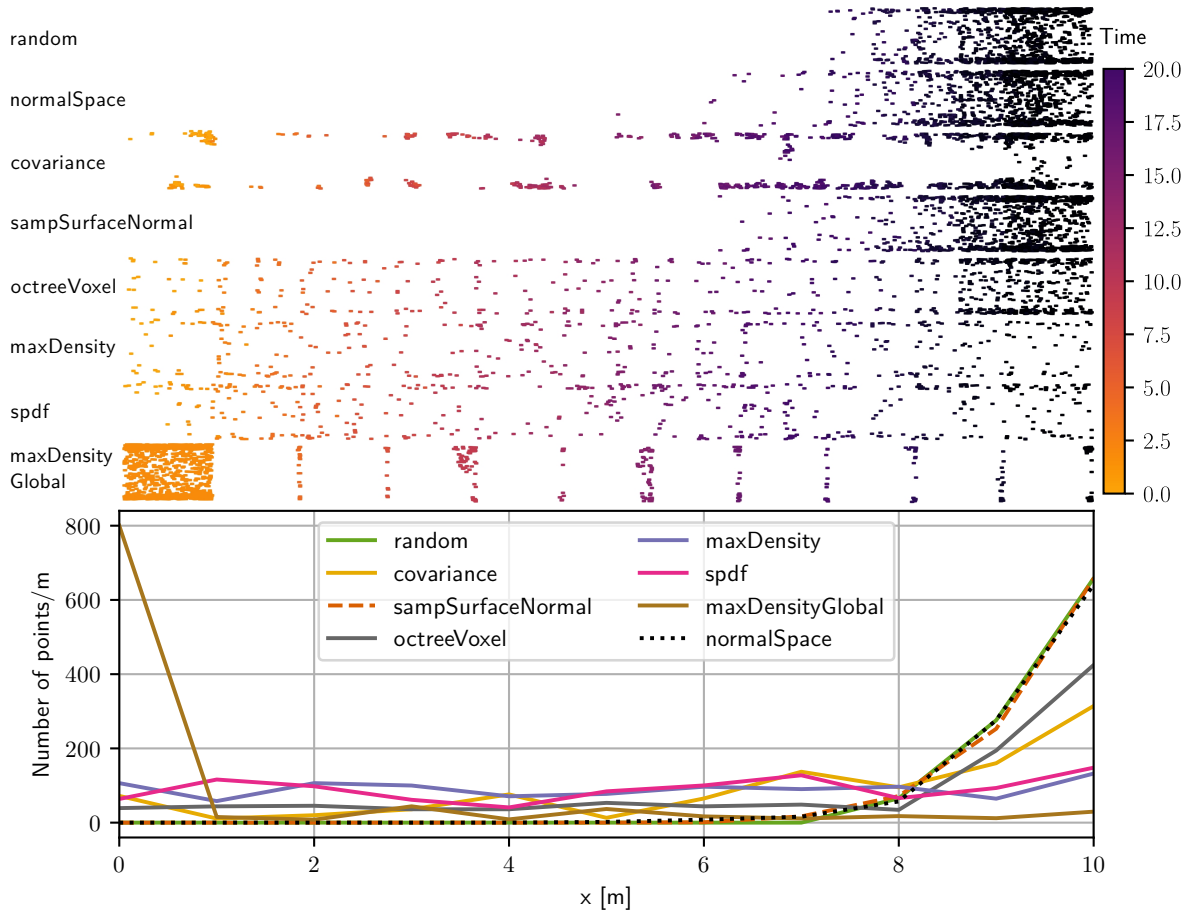 random
Time
20.0
normalSpace
17.5
covariance
15.0
sampSurfaceNormal
12.5
octreeVoxel
10.0
maxDensity
7.5
5.0
spdf
2.5
maxDensity
Global
0.0
800
random
maxDensity
covariance
spdf
600
sampSurfaceNormal
maxDensityGlobal
octreeVoxel
normalSpace
400
200
0
Number of points/m
0 2 4 6 8 10
x [m]